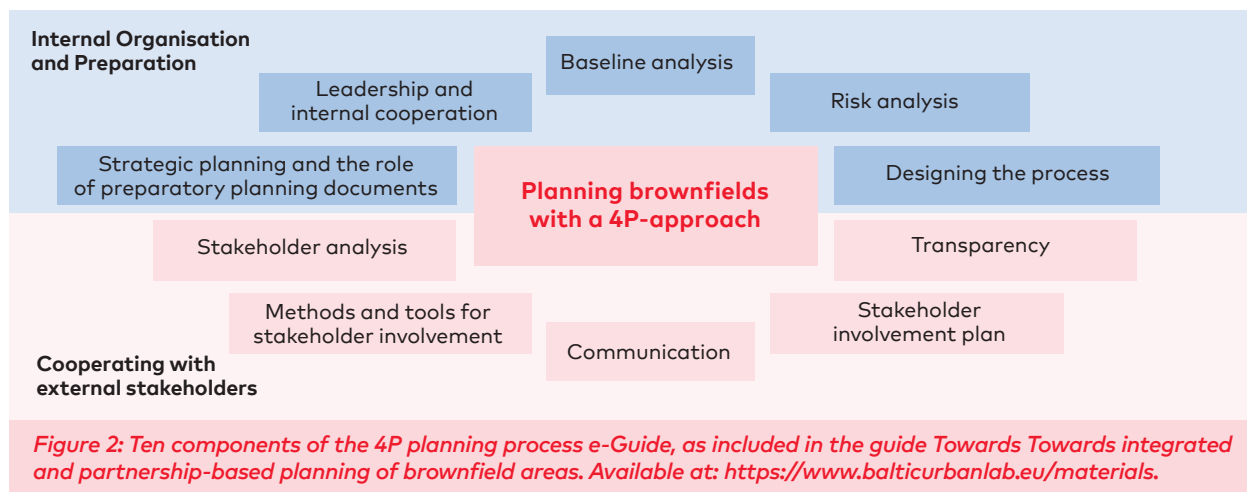 Internal Organisation
and Preparation
Baseline analysis
Leadership and
internal cooperation
Risk analysis
Strategic planning and the role
of preparatory planning documents
Planning brownfields
with a 4P-approach
Designing the process
Stakeholder analysis
Transparency
Methods and tools for
stakeholder involvement
Stakeholder
involvement plan
Communication
Cooperating with
external stakeholders
Figure 2: Ten components of the 4P planning process e-Guide, as included in the guide Towards Towards integrated
and partnership-based planning of brownfield areas. Available at: https://www.balticurbanlab.eu/materials.